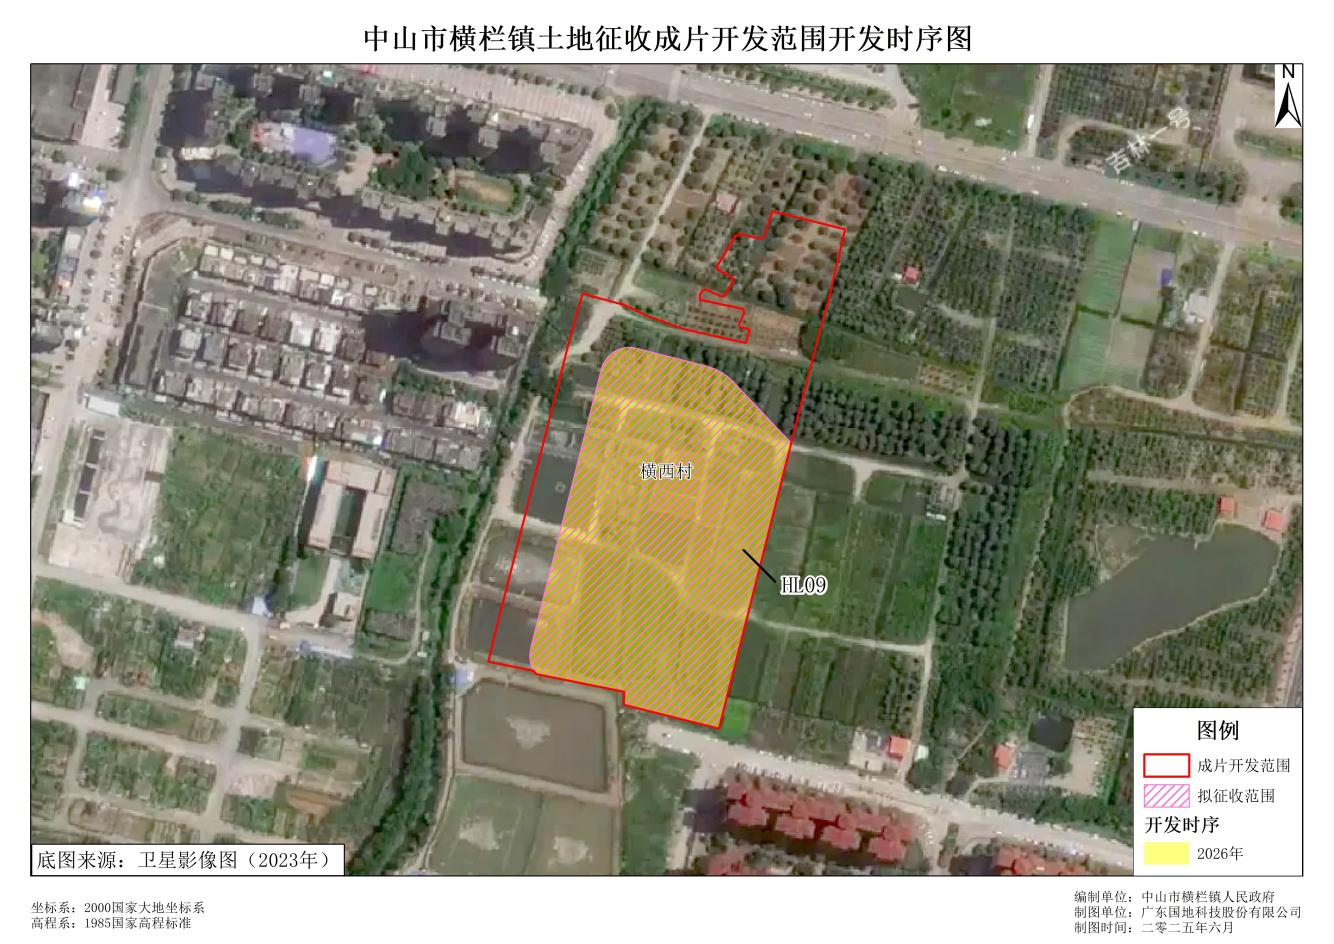 中山市横栏镇土地征收成片开发范围开发时序图
N
吉林一号
横西村
HL09
图例
成片开发范围
拟征收范围
开发时序
2026年
底图来源：卫星影像图（2023年）
坐标系：2000国家大地坐标系
高程系：1985国家高程标准
编制单位：中山市横栏镇人民政府
制图单位：广东国地科技股份有限公司
制图时间：二零二五年六月